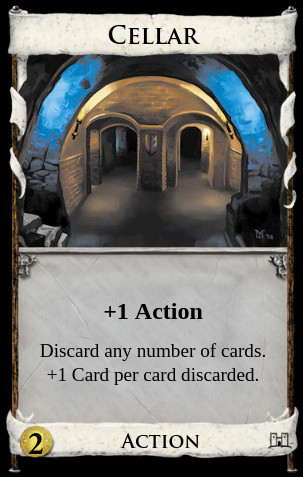 CELLAR
+1 Action
Discard any number of cards.
+1 Card per card discarded.
2 ACTION